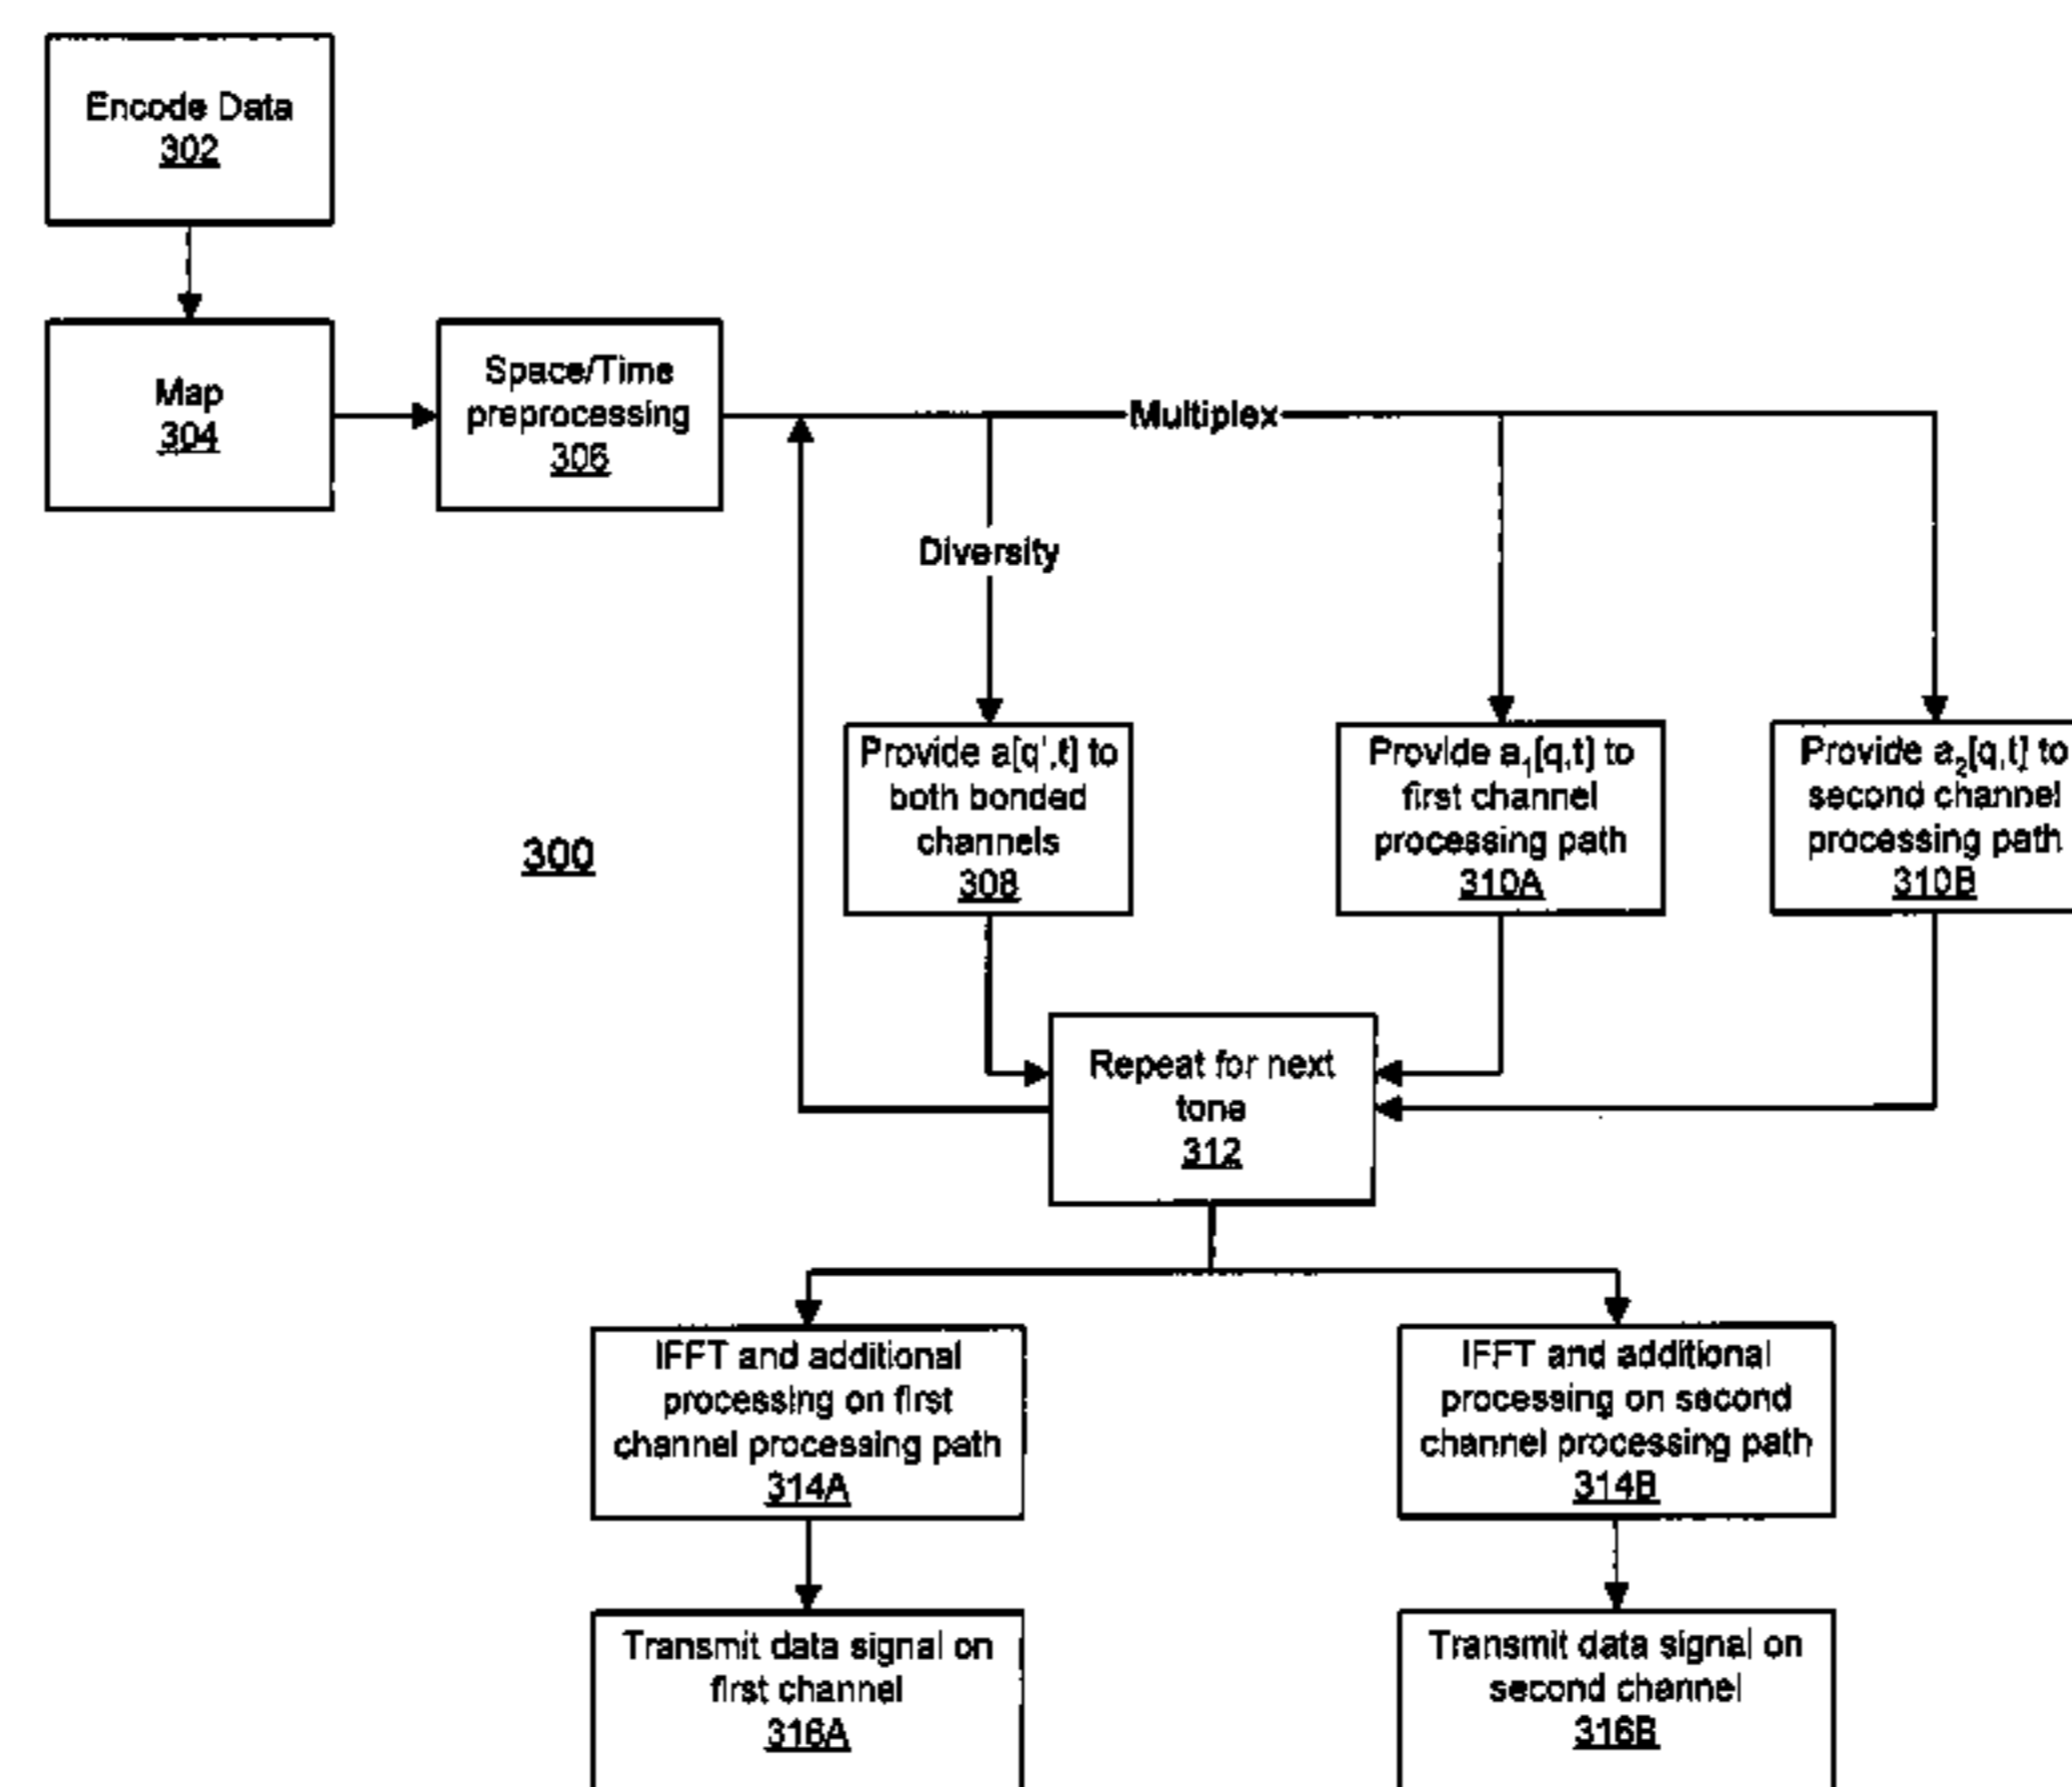 Encode Data
302
Map
304
Space/Time
preprocessing
306
Multiplex
Diversity
Provide a[q',t] to
both bonded
channels
308
Provide a₁[q,t] to
first channel
processing path
310A
Provide a₂[q,t] to
second channel
processing path
310B
300
Repeat for next
tone
312
IFFT and additional
processing on first
channel processing path
314A
IFFT and additional
processing on second
channel processing path
314B
Transmit data signal on
first channel
316A
Transmit data signal on
second channel
316B